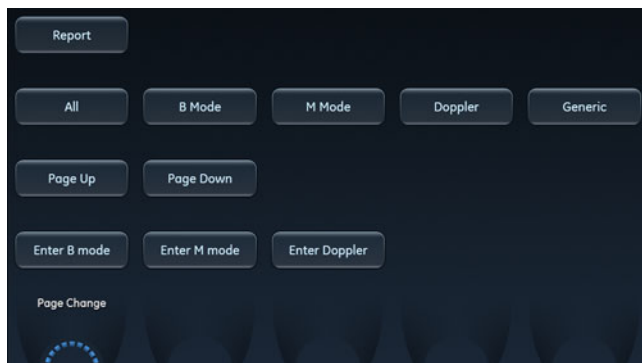 Report
All B Mode M Mode Doppler Generic
Page Up Page Down
Enter B mode Enter M mode Enter Doppler
Page Change